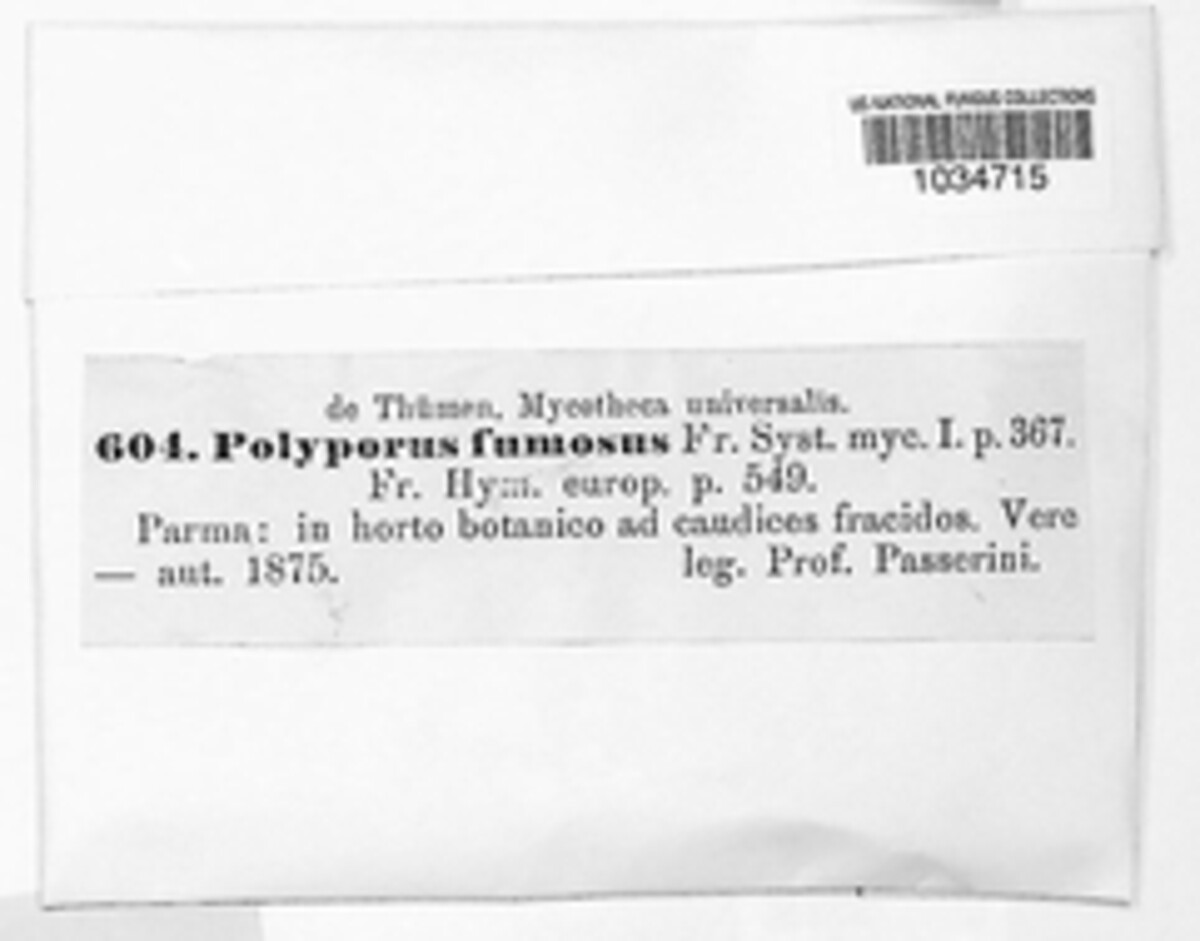 US NATIONAL FUNGUS COLLECTIONS
1034715
de Thümen, Mycotheca universalis.
604. Polyporus fumosus Fr. Syst. myc. I. p. 367.
Fr. Hym. europ. p. 549.
Parma: in horto botanico ad caudices fracidos. Vere
— aut. 1875. leg. Prof. Passerini.